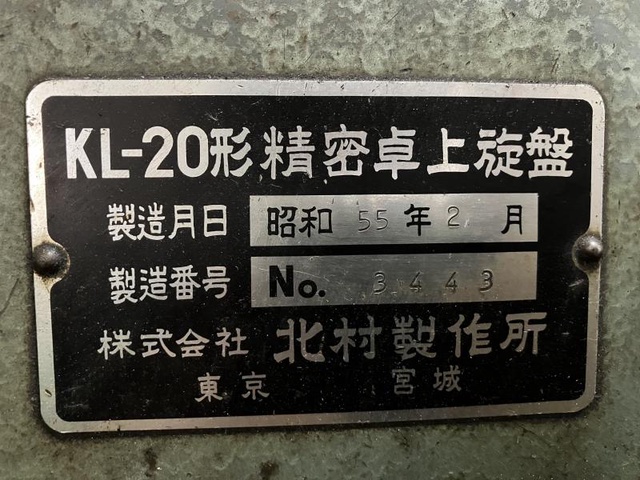 KL-20形精密卓上旋盤
製造月日 昭和 55 年 2 月
製造番号 No. 3443
株式会社 北村製作所
東京 宮城